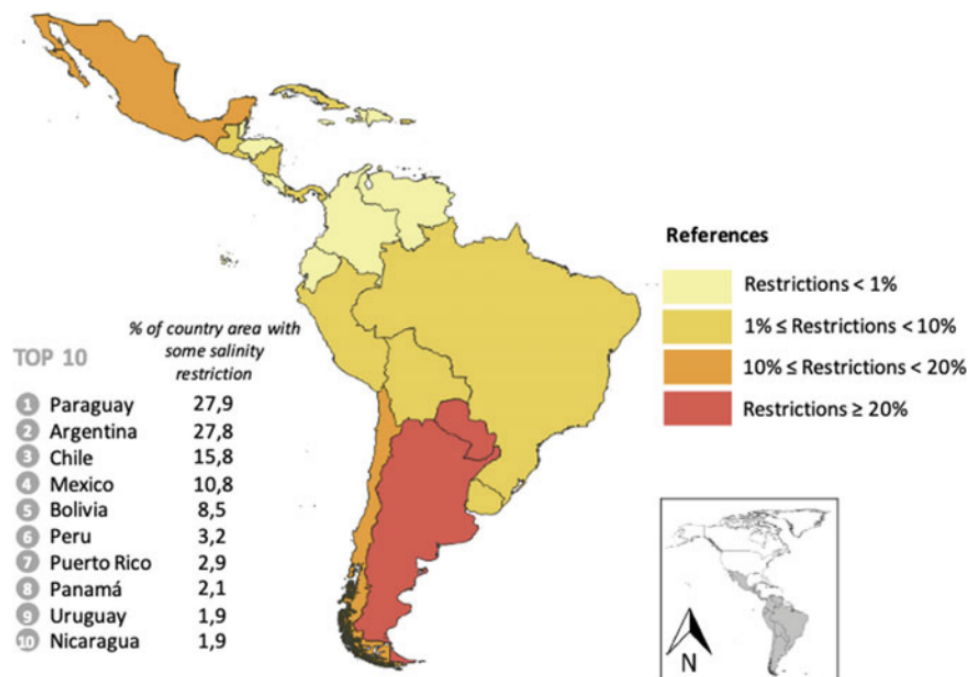 References
Restrictions < 1%
1% ≤ Restrictions < 10%
10% ≤ Restrictions < 20%
Restrictions ≥ 20%
TOP 10
% of country area with
some salinity
restriction
1 Paraguay 27,9
2 Argentina 27,8
3 Chile 15,8
4 Mexico 10,8
5 Bolivia 8,5
6 Peru 3,2
7 Puerto Rico 2,9
8 Panamá 2,1
9 Uruguay 1,9
10 Nicaragua 1,9
N